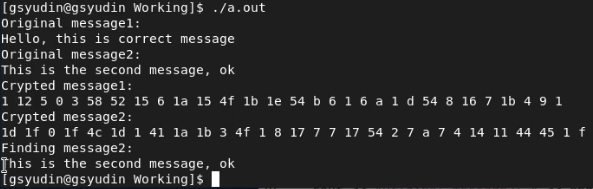 [gsyudin@gsyudin Working]$ ./a.out
Original message1:
Hello, this is correct message
Original message2:
This is the second message, ok
Crypted message1:
1 12 5 0 3 58 52 15 6 1a 15 4f 1b 1e 54 b 6 1 6 a 1 d 54 8 16 7 1b 4 9 1
Crypted message2:
1d 1f 0 1f 4c 1d 1 41 1a 1b 3 4f 1 8 17 7 7 17 54 2 7 a 7 4 14 11 44 45 1 f
Finding message2:
This is the second message, ok
[gsyudin@gsyudin Working]$